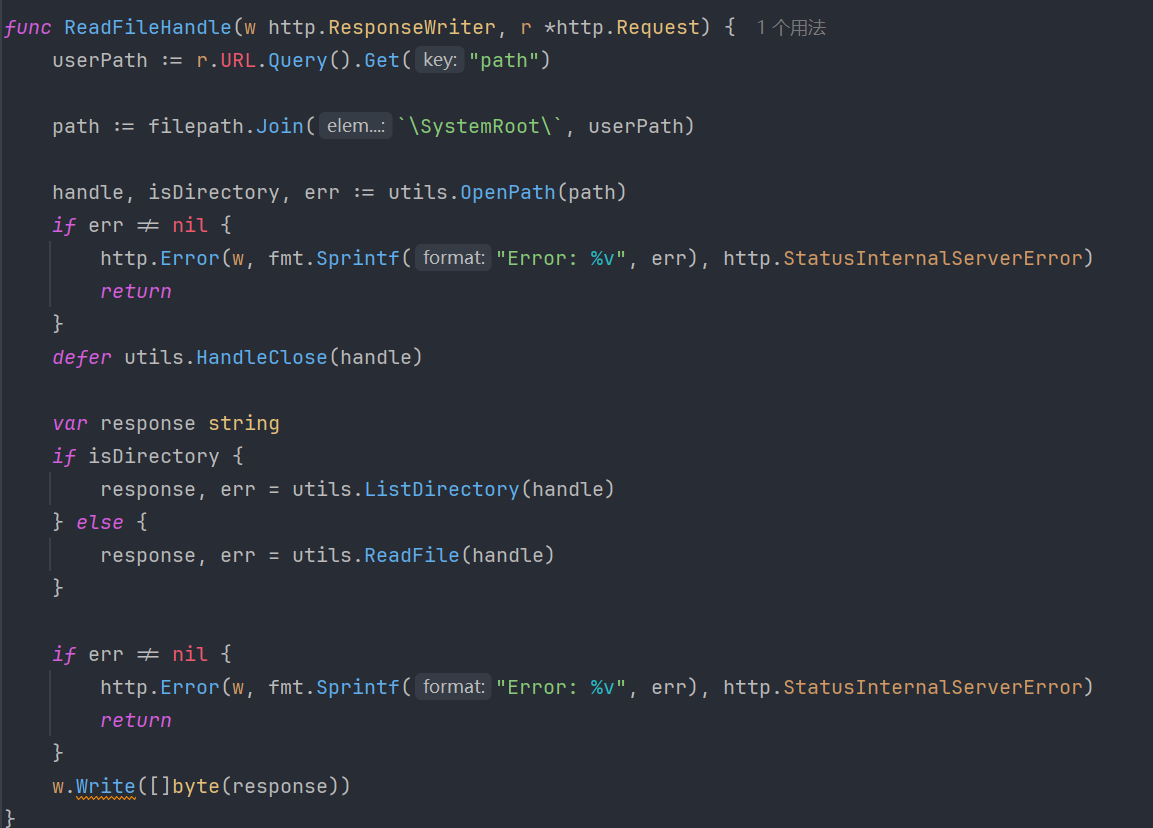 func ReadFileHandle(w http.ResponseWriter, r *http.Request) { 1 个用法
userPath := r.URL.Query().Get( key: "path")
path := filepath.Join( elem...: `\SystemRoot\`, userPath)
handle, isDirectory, err := utils.OpenPath(path)
if err != nil {
http.Error(w, fmt.Sprintf( format: "Error: %v", err), http.StatusInternalServerError)
return
}
defer utils.HandleClose(handle)
var response string
if isDirectory {
response, err = utils.ListDirectory(handle)
} else {
response, err = utils.ReadFile(handle)
}
if err != nil {
http.Error(w, fmt.Sprintf( format: "Error: %v", err), http.StatusInternalServerError)
return
}
w.Write([]byte(response))
}